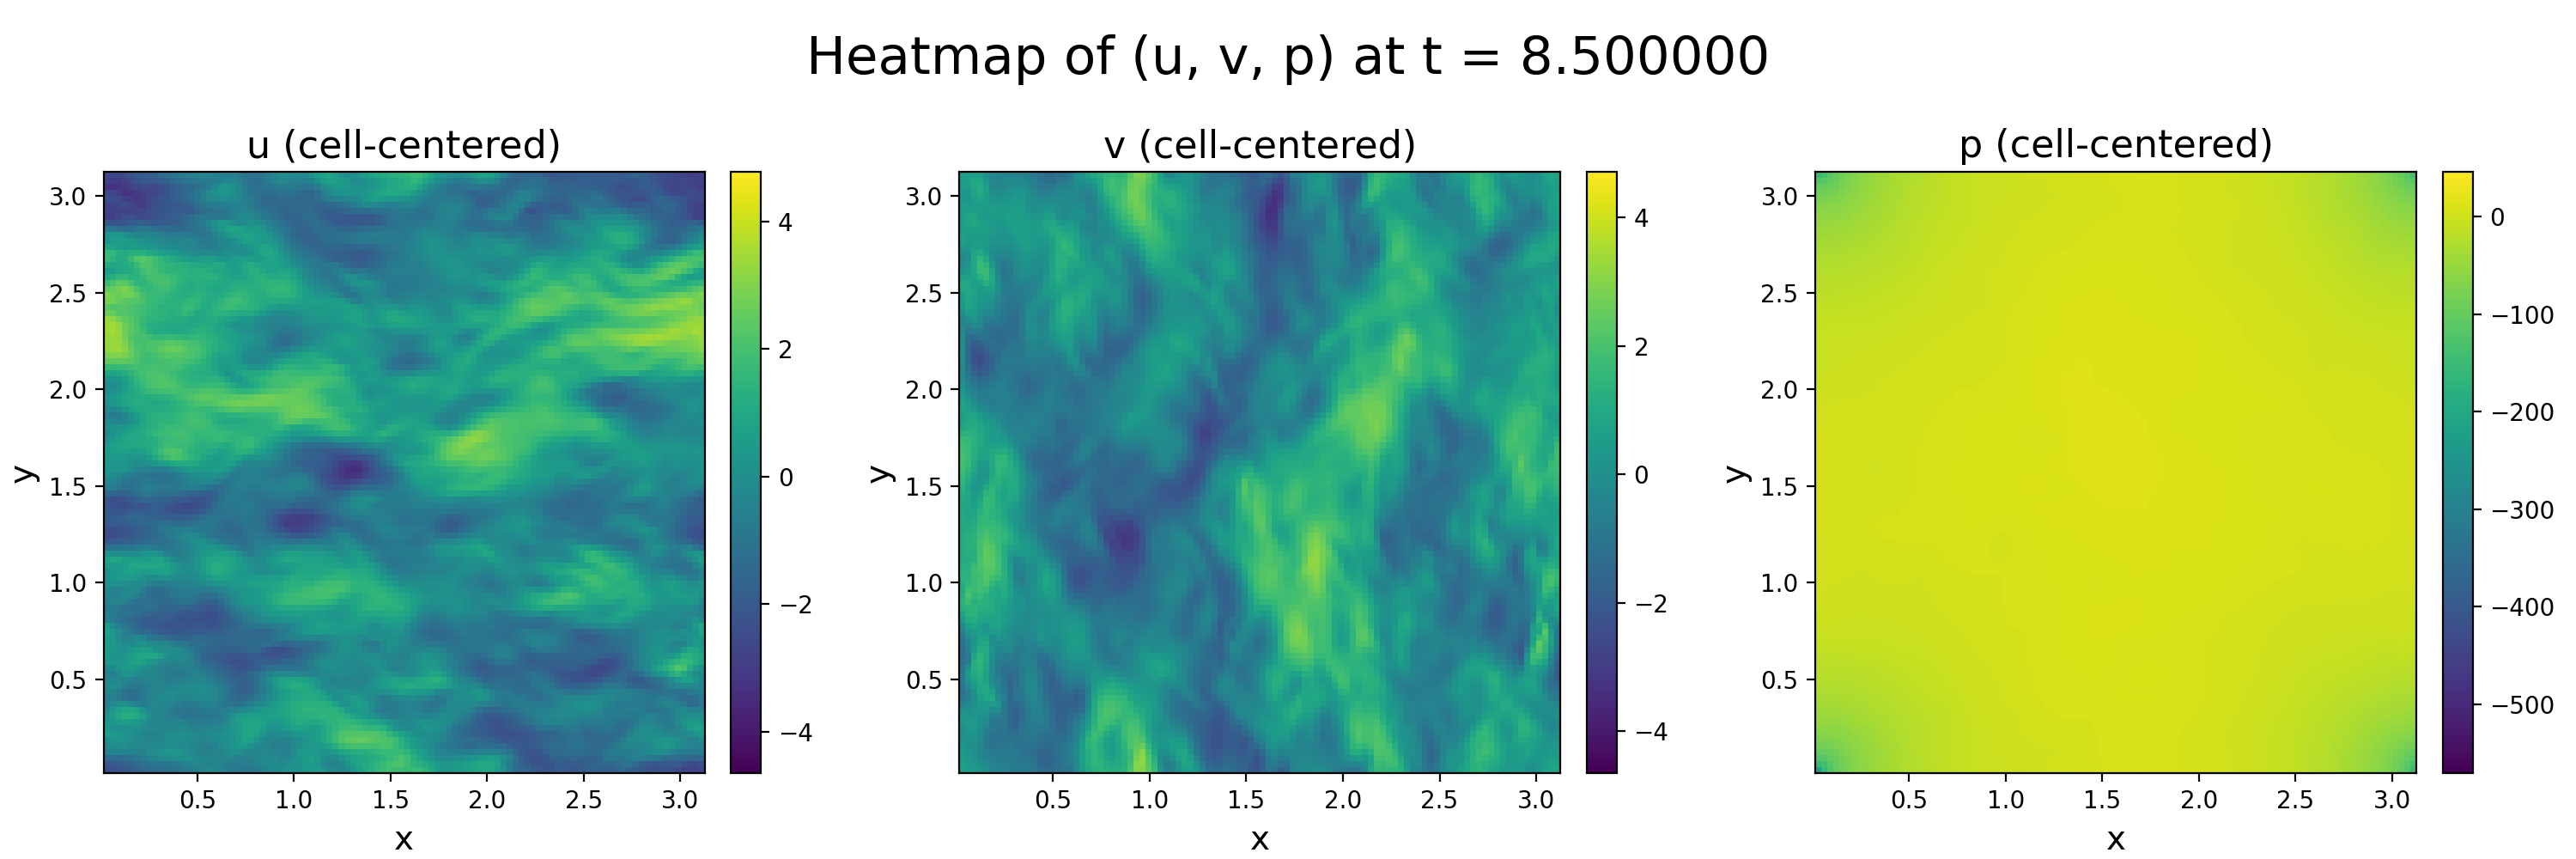 Heatmap of (u, v, p) at t = 8.500000
u (cell-centered)
y
3.0
2.5
2.0
1.5
1.0
0.5
0.5 1.0 1.5 2.0 2.5 3.0
x
4
2
0
−2
−4
v (cell-centered)
y
3.0
2.5
2.0
1.5
1.0
0.5
0.5 1.0 1.5 2.0 2.5 3.0
x
4
2
0
−2
−4
p (cell-centered)
y
3.0
2.5
2.0
1.5
1.0
0.5
0.5 1.0 1.5 2.0 2.5 3.0
x
0
−100
−200
−300
−400
−500